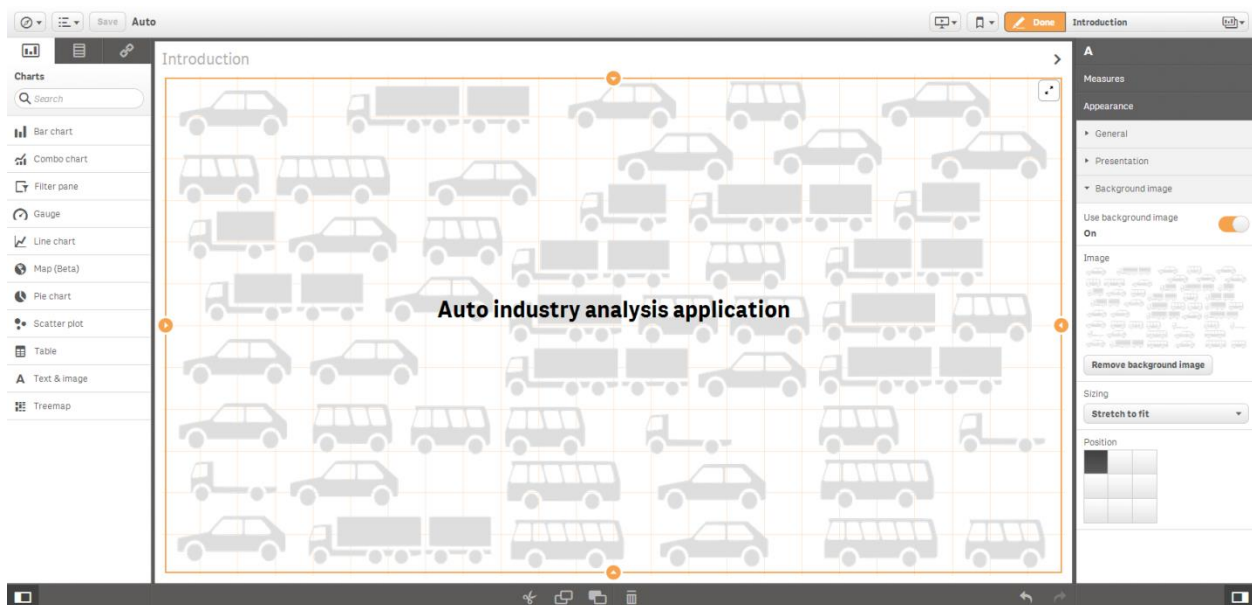 Save Auto
Done
Introduction
Charts
Search
Bar chart
Combo chart
Filter pane
Gauge
Line chart
Map (Beta)
Pie chart
Scatter plot
Table
A Text & image
Treemap
Introduction
Auto industry analysis application
A
Measures
Appearance
General
Presentation
Background image
Use background image
On
Image
Remove background image
Sizing
Stretch to fit
Position